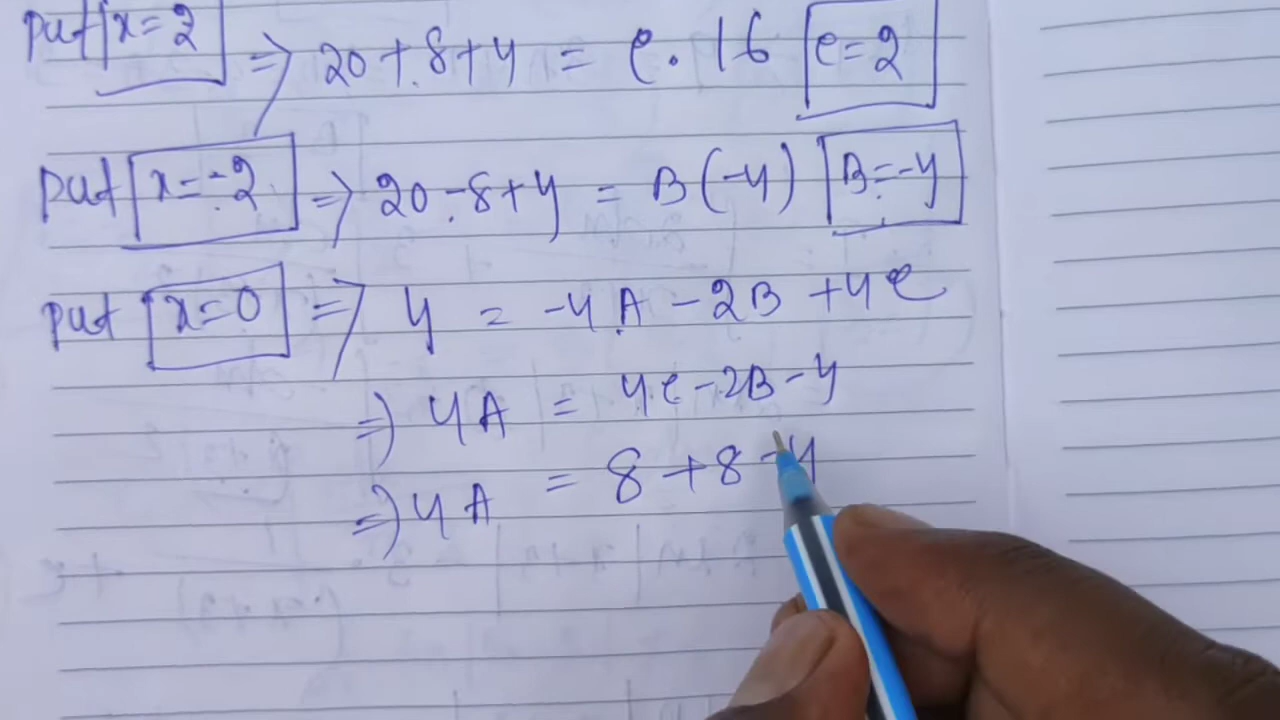 put x=2 => 20+8+4 = C.16 C=2
put x=-2 => 20-8+4 = B(-4) B=-4
put x=0 => 4 = -4A-2B+4C
=> 4A = 4C-2B-4
=> 4A = 8+8-4